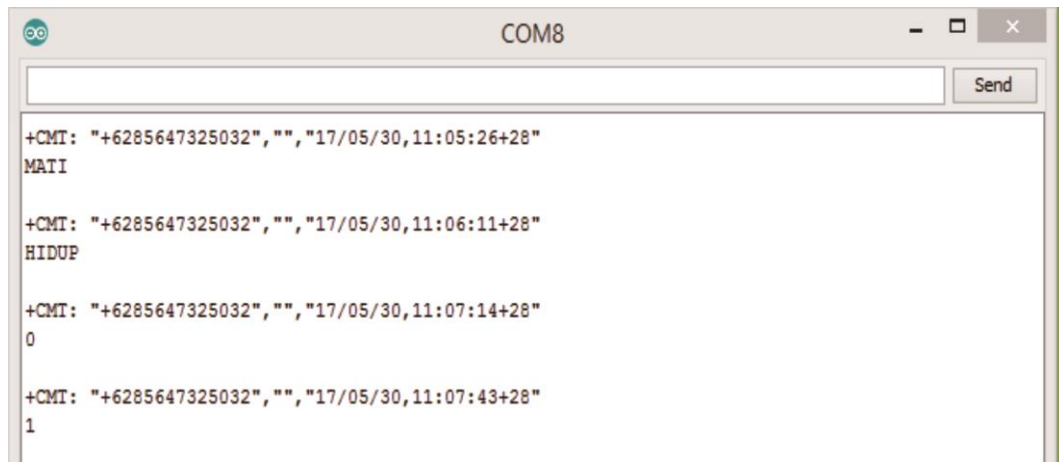 COM8
Send
+CMT: "+6285647325032","","17/05/30,11:05:26+28"
MATI
+CMT: "+6285647325032","","17/05/30,11:06:11+28"
HIDUP
+CMT: "+6285647325032","","17/05/30,11:07:14+28"
0
+CMT: "+6285647325032","","17/05/30,11:07:43+28"
1